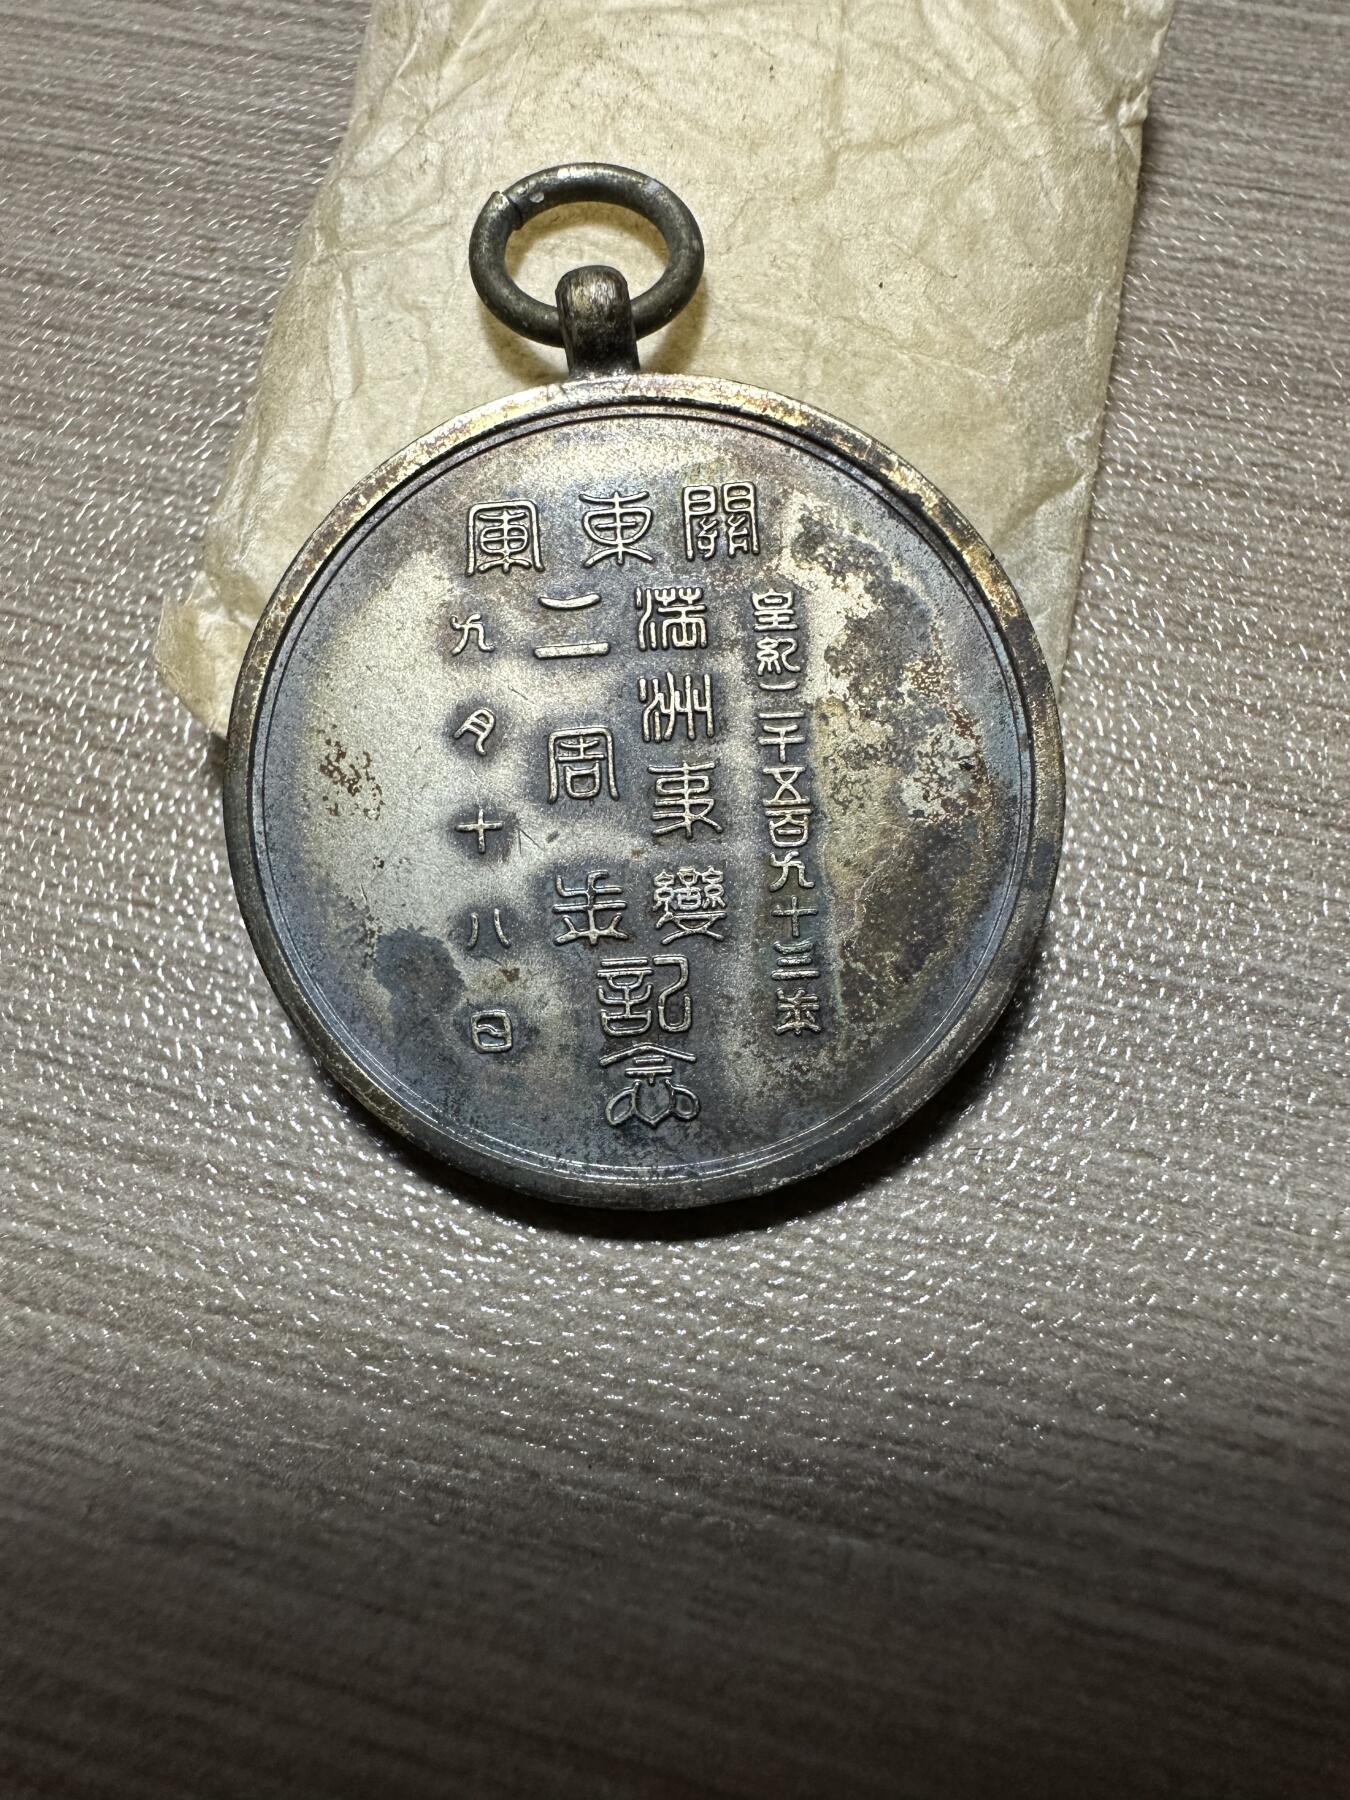 關東軍
皇紀二千五百九十三年
満洲事變
二周年
記念
九月十八日